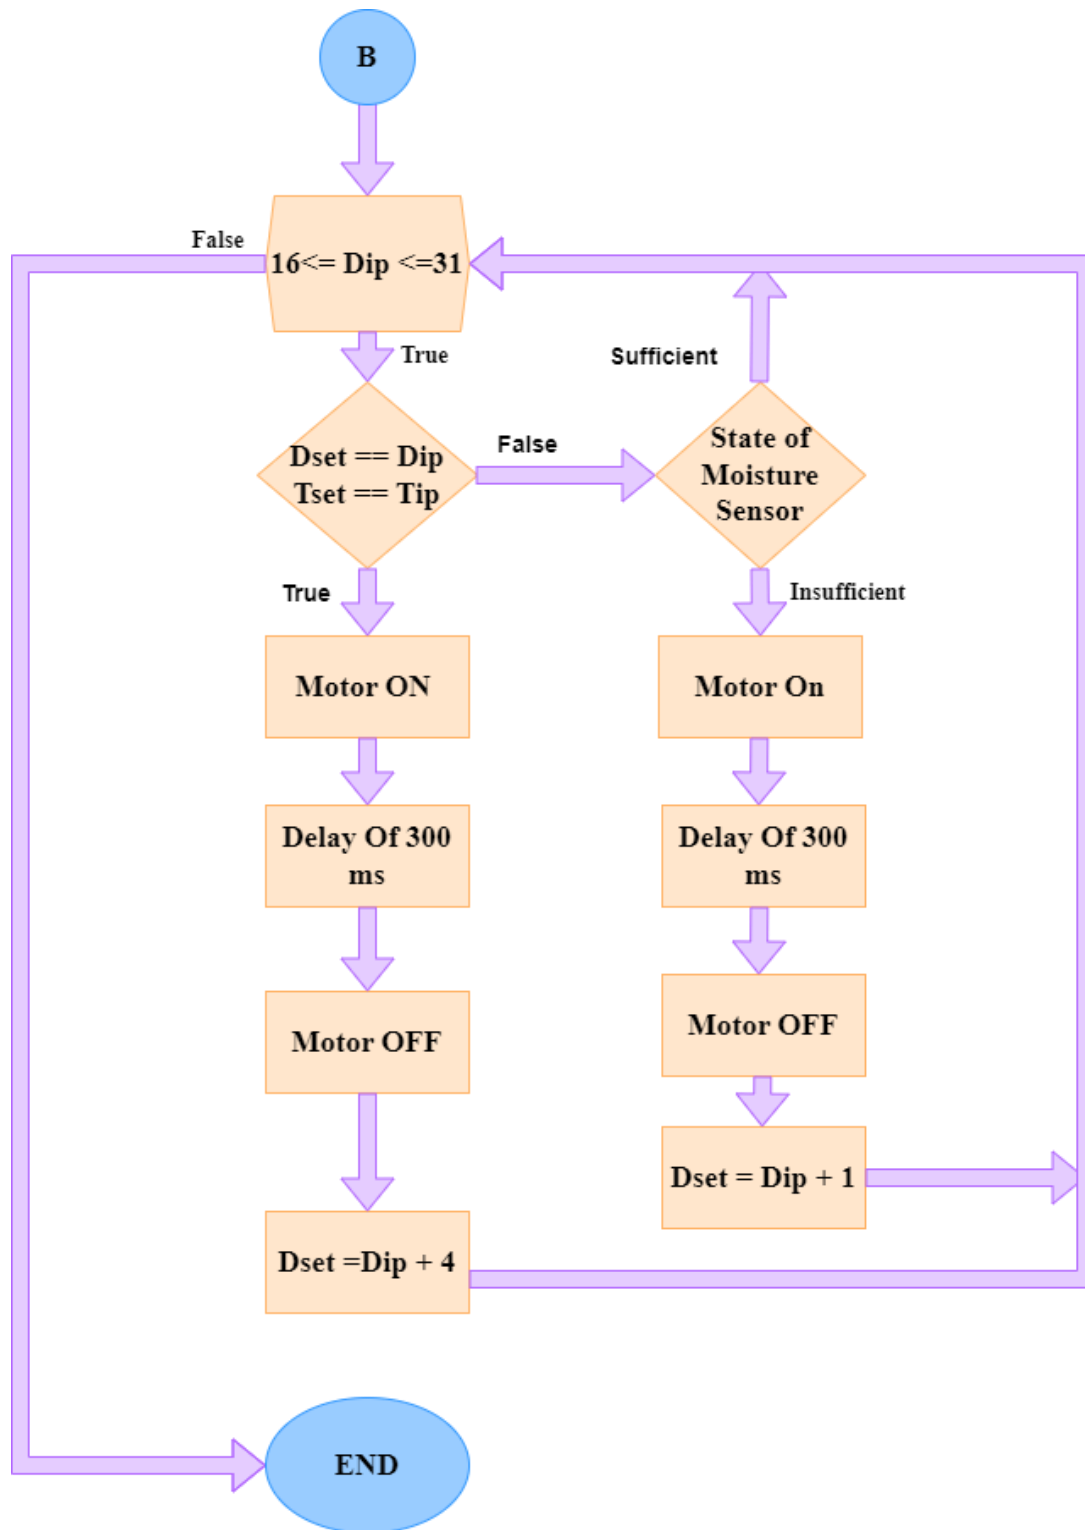 B
False
16<= Dip <=31
True
Sufficient
Dset == Dip
Tset == Tip
False
State of
Moisture
Sensor
True
Insufficient
Motor ON
Motor On
Delay Of 300
ms
Delay Of 300
ms
Motor OFF
Motor OFF
Dset = Dip + 1
Dset =Dip + 4
END